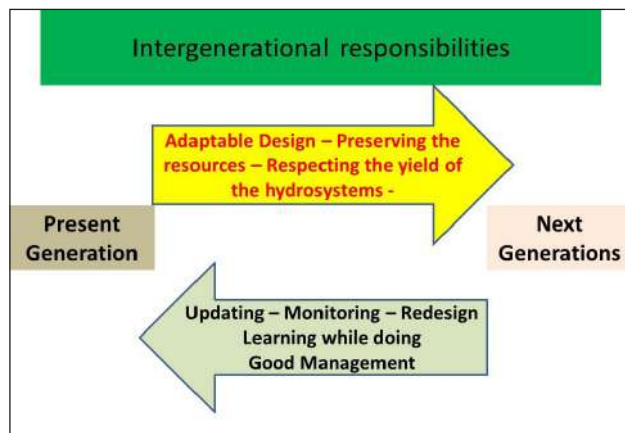 Intergenerational responsibilities
Adaptable Design – Preserving the
resources – Respecting the yield of
the hydrosystems -
Present
Generation
Next
Generations
Updating – Monitoring – Redesign
Learning while doing
Good Management